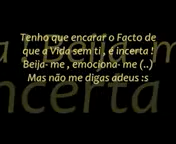 Tenho que encarar o Facto de
que a Vida sem ti , é incerta !
Beija- me , emociona- me (..)
Mas não me digas adeus :s